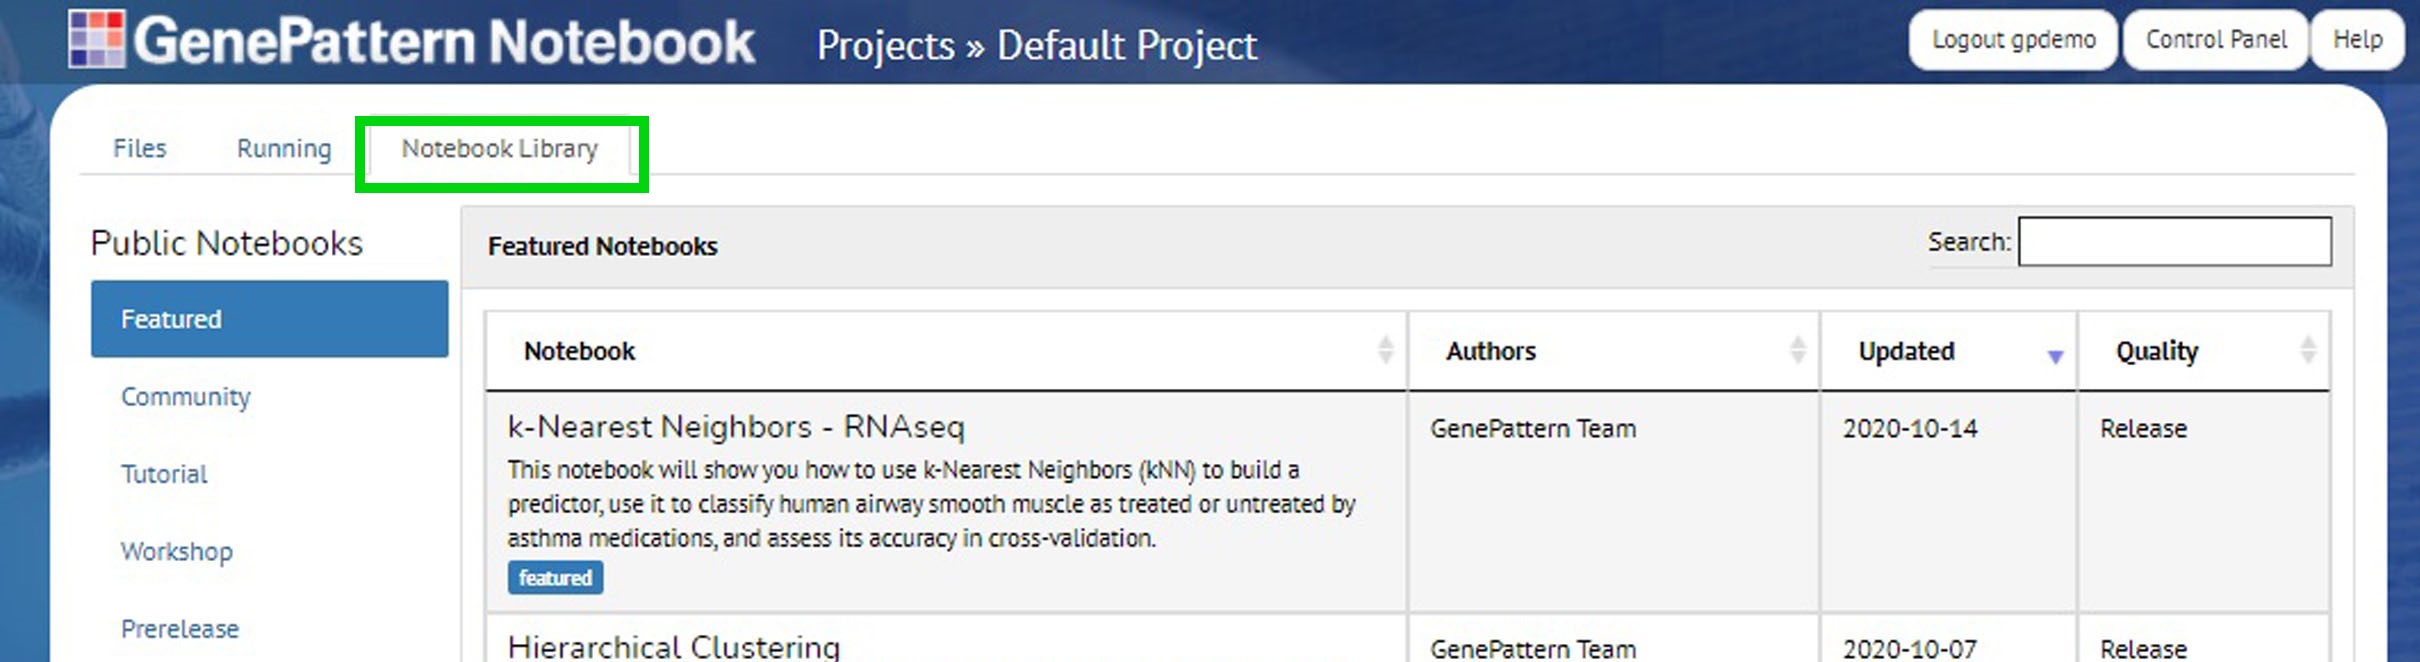 GenePattern Notebook
Projects » Default Project
Logout gpdemo
Control Panel
Help
Files
Running
Notebook Library
Public Notebooks
Featured
Community
Tutorial
Workshop
Prerelease
Featured Notebooks
Search:
Notebook
Authors
Updated
Quality
k-Nearest Neighbors - RNAseq
This notebook will show you how to use k-Nearest Neighbors (kNN) to build a
predictor, use it to classify human airway smooth muscle as treated or untreated by
asthma medications, and assess its accuracy in cross-validation.
featured
GenePattern Team
2020-10-14
Release
Hierarchical Clustering
GenePattern Team
2020-10-07
Release